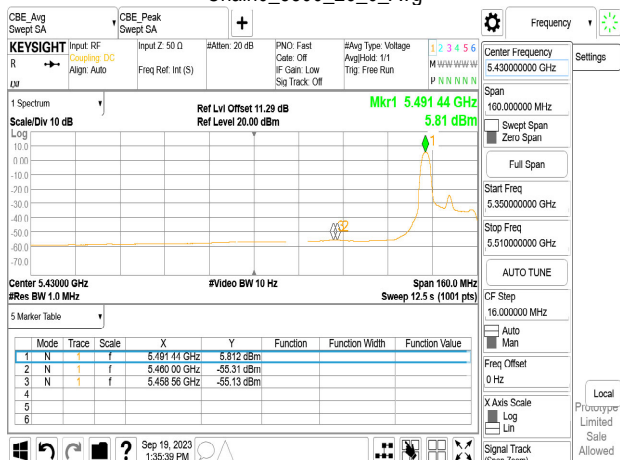 CBE_Avg
Swept SA
CBE_Peak
Swept SA
+
Frequency
KEYSIGHT
R
Input: RF
Coupling: DC
Align: Auto
Input Z: 50 Ω
Freq Ref: Int (S)
#Atten: 20 dB
PNO: Fast
Gate: Off
IF Gain: Low
Sig Track: Off
#Avg Type: Voltage
Avg|Hold: 1/1
Trig: Free Run
1 2 3 4 5 6
M W W W W W
P N N N N N
Center Frequency
5.430000000 GHz
Settings
Span
160.000000 MHz
Swept Span
Zero Span
Full Span
Start Freq
5.350000000 GHz
Stop Freq
5.510000000 GHz
AUTO TUNE
CF Step
16.000000 MHz
Auto
Man
Freq Offset
0 Hz
X Axis Scale
Log
Lin
Signal Track
Local
Prototype
Limited
Sale
Allowed
1 Spectrum
Scale/Div 10 dB
Ref Lvl Offset 11.29 dB
Ref Level 20.00 dBm
Mkr1 5.491 44 GHz
5.81 dBm
Log
10.0
0.00
-10.0
-20.0
-30.0
-40.0
-50.0
-60.0
-70.0
1
2
Center 5.43000 GHz
#Res BW 1.0 MHz
#Video BW 10 Hz
Span 160.0 MHz
Sweep 12.5 s (1001 pts)
5 Marker Table
Mode Trace Scale X Y Function Function Width Function Value
1 N 1 f 5.491 44 GHz 5.812 dBm
2 N 1 f 5.460 00 GHz -55.31 dBm
3 N 1 f 5.458 56 GHz -55.13 dBm
4
5
6
?
Sep 19, 2023
1:35:39 PM